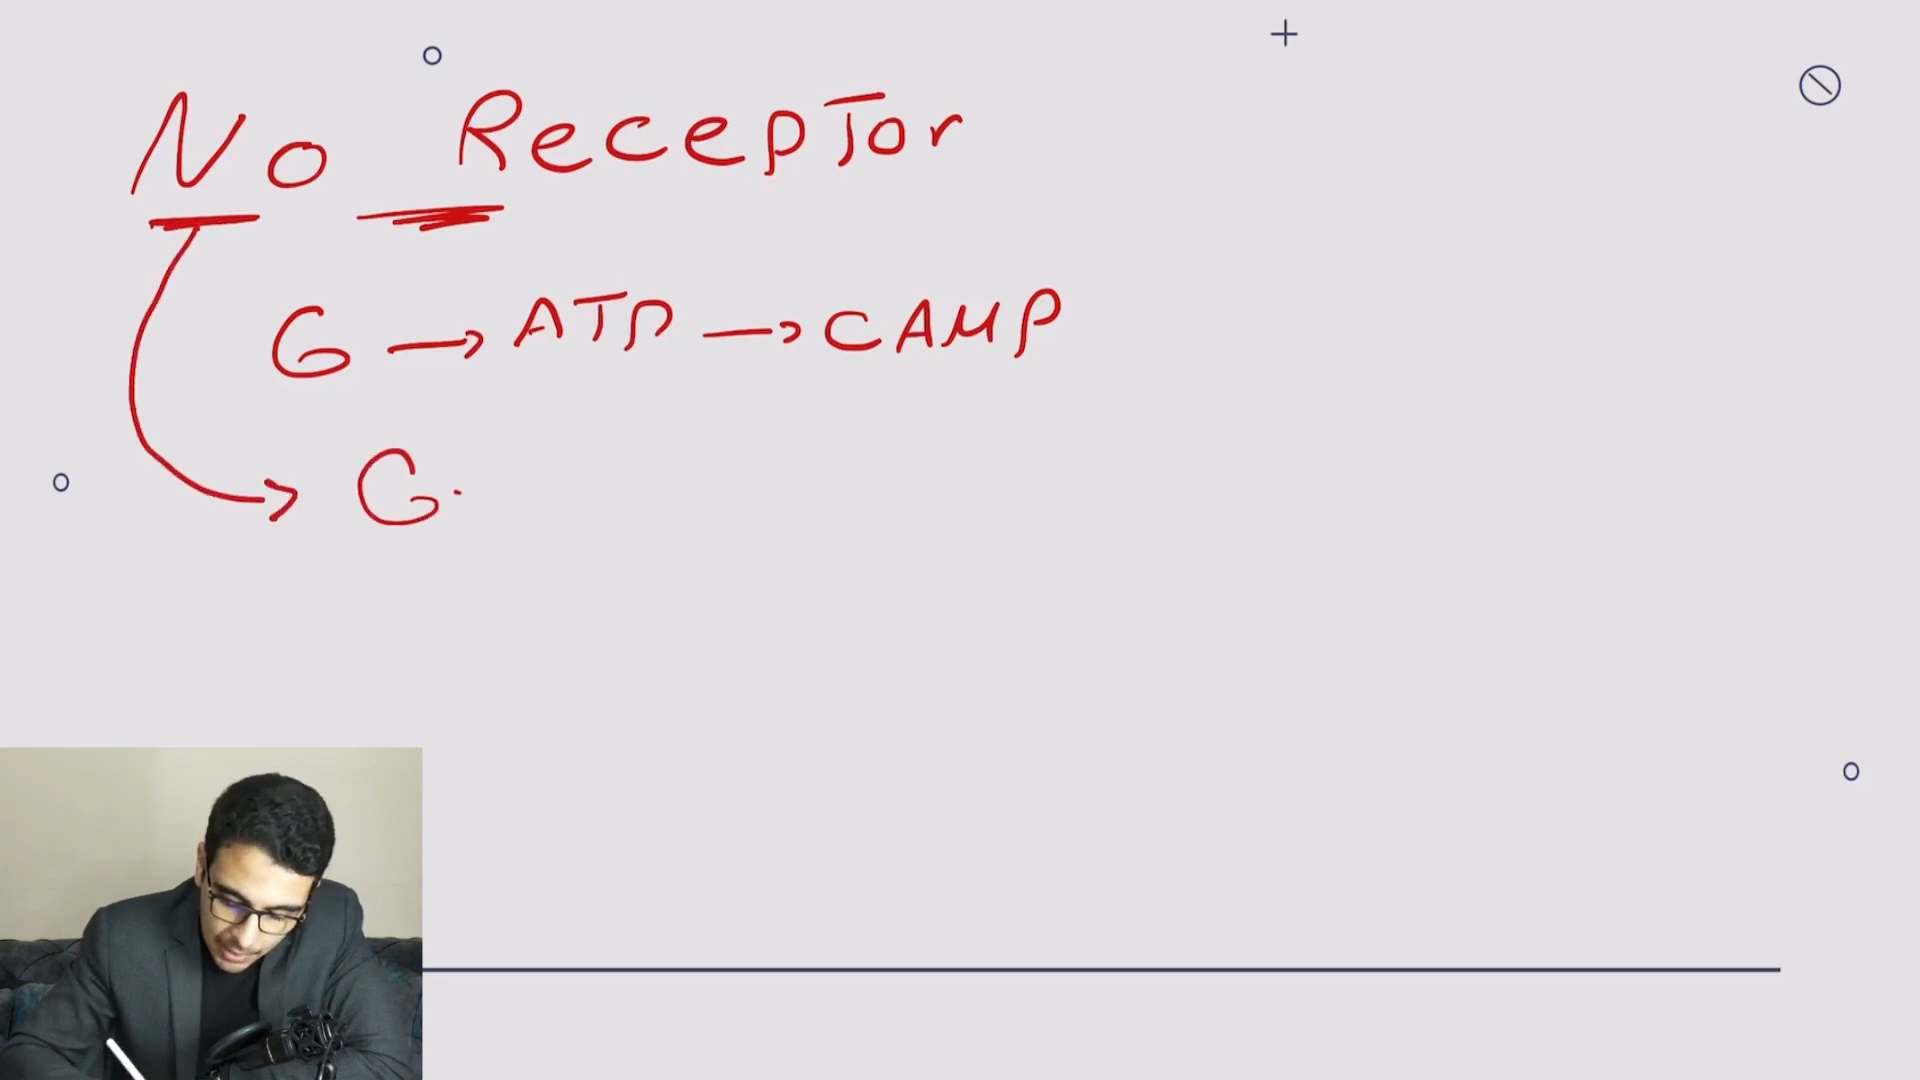 No Receptor
G → ATP → CAMP
→ G.